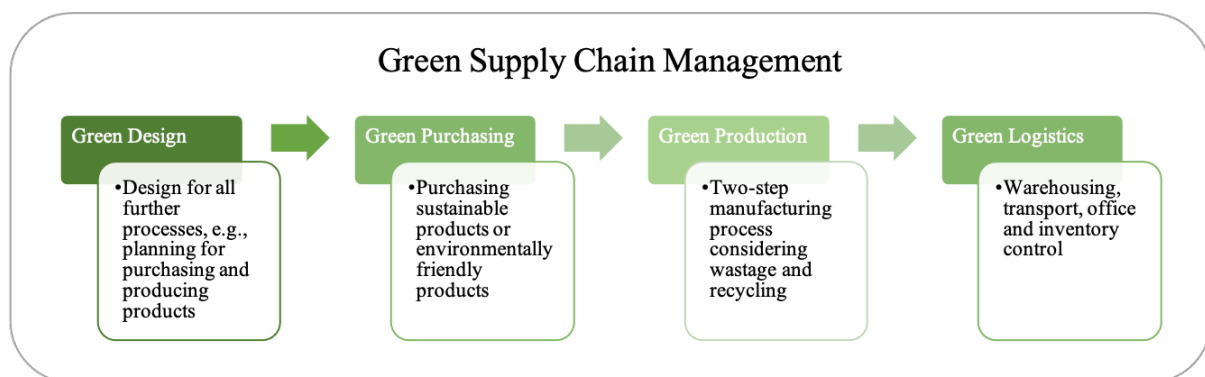 Green Supply Chain Management
Green Design
•Design for all
further
processes, e.g.,
planning for
purchasing and
producing
products
Green Purchasing
•Purchasing
sustainable
products or
environmentally
friendly
products
Green Production
•Two-step
manufacturing
process
considering
wastage and
recycling
Green Logistics
•Warehousing,
transport, office
and inventory
control